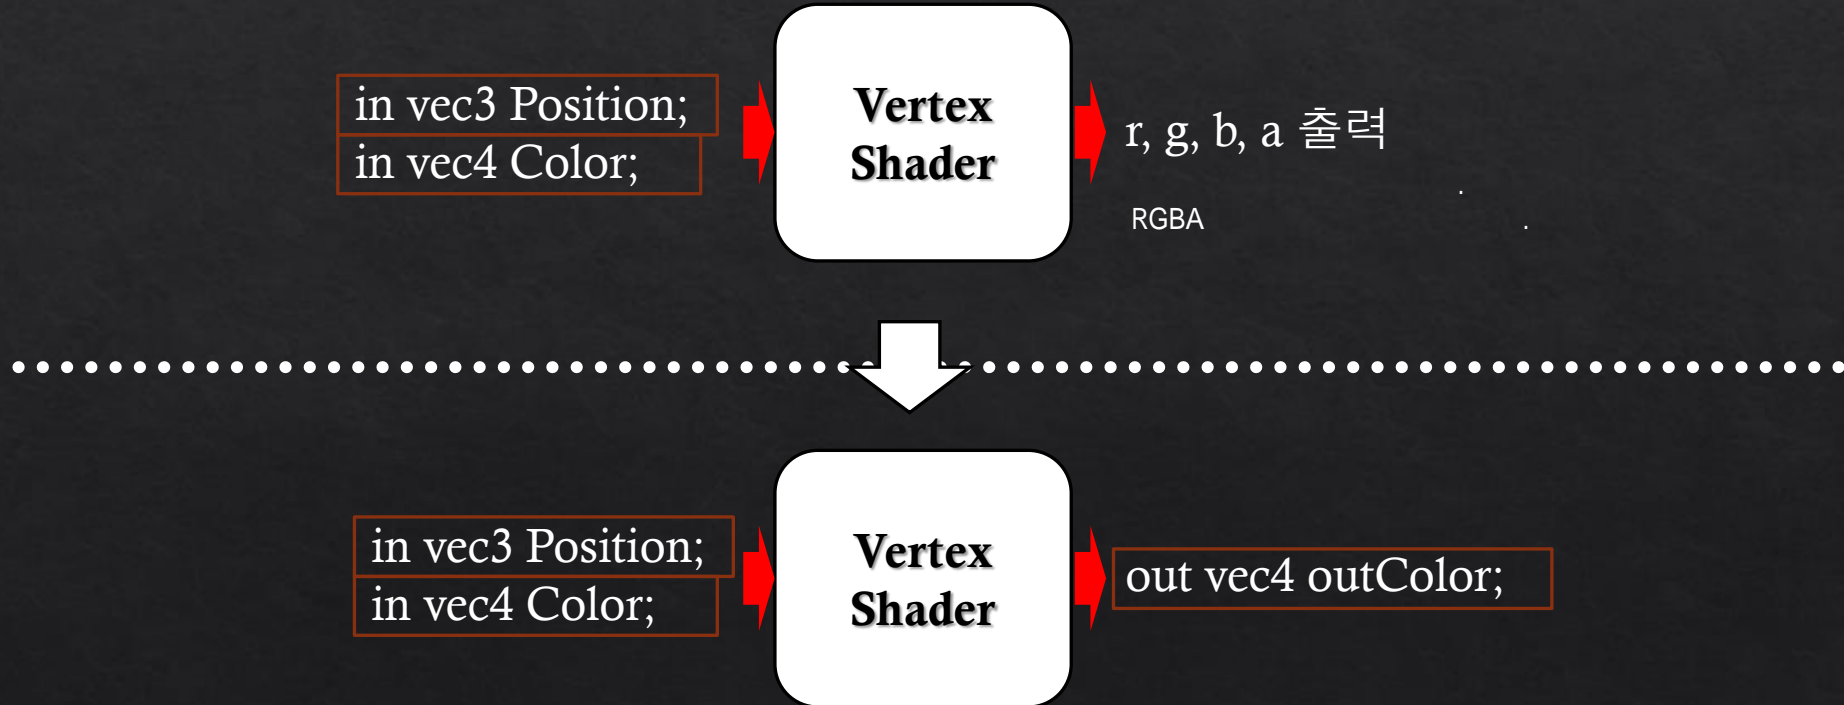 in vec3 Position;
in vec4 Color;
Vertex
Shader
r, g, b, a 출력
.
RGBA .
in vec3 Position;
in vec4 Color;
Vertex
Shader
out vec4 outColor;